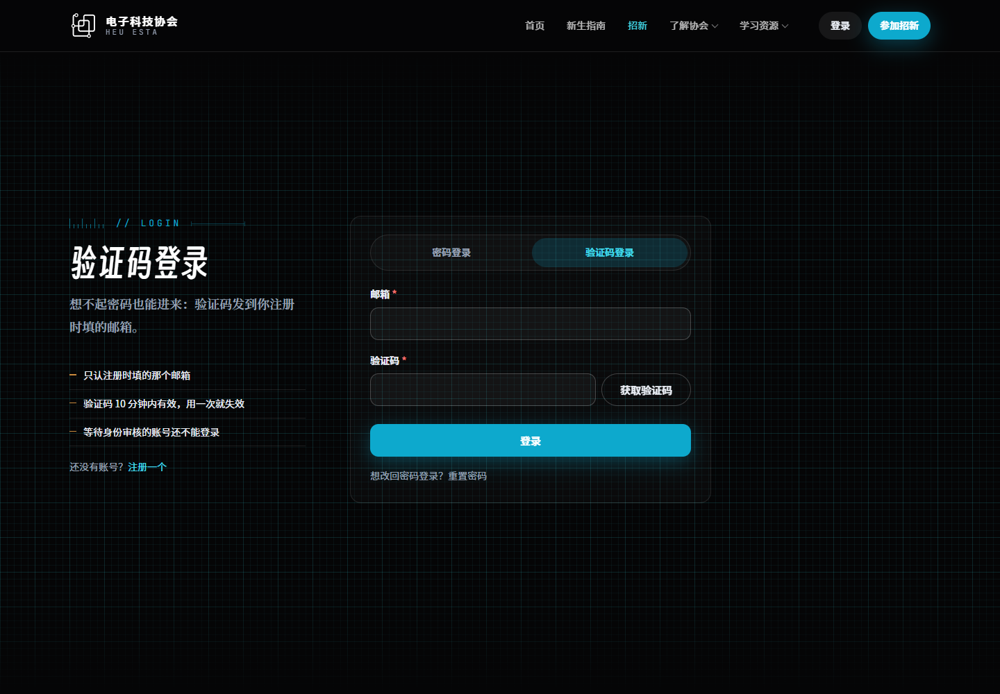 电子科技协会
HEU ESTA
首页
新生指南
招新
了解协会
学习资源
登录
参加招新
// LOGIN
验证码登录
想不起密码也能进来：验证码发到你注册
时填的邮箱。
只认注册时填的那个邮箱
验证码 10 分钟内有效，用一次就失效
等待身份审核的账号还不能登录
还没有账号？注册一个
密码登录
验证码登录
邮箱 *
验证码 *
获取验证码
登录
想改回密码登录？重置密码